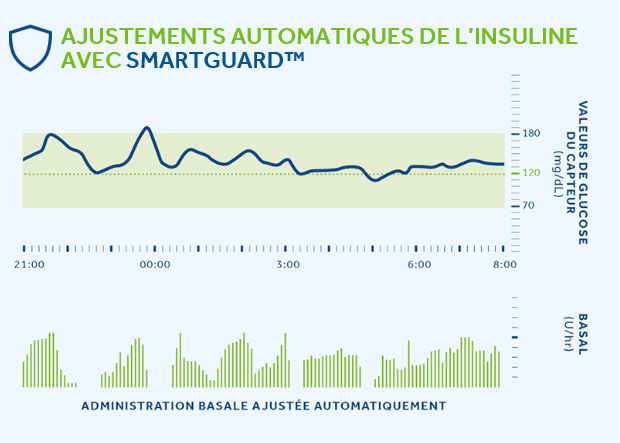 AJUSTEMENTS AUTOMATIQUES DE L'INSULINE
AVEC SMARTGUARD™
180
120
70
VALEURS DE GLUCOSE
DU CAPTEUR
(mg/dL)
21:00 00:00 3:00 6:00 8:00
BASAL
(U/hr)
ADMINISTRATION BASALE AJUSTÉE AUTOMATIQUEMENT